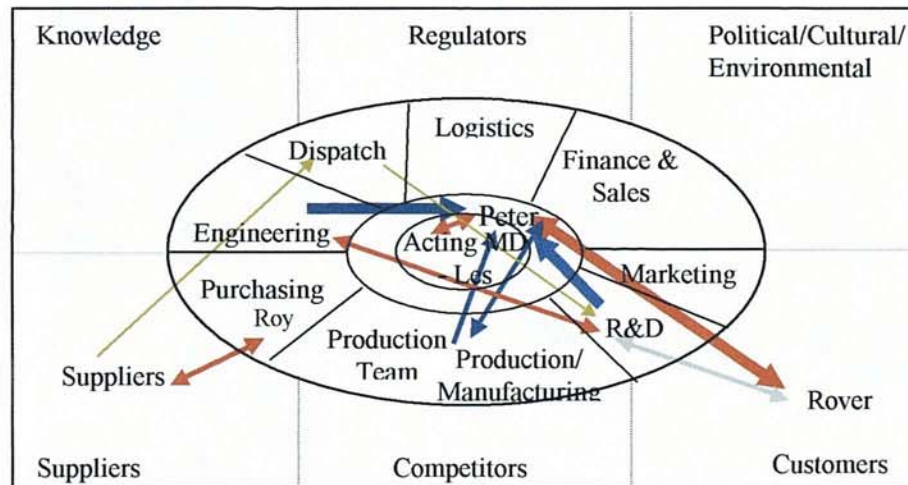 Knowledge
Regulators
Political/Cultural/
Environmental
Logistics
Dispatch
Finance &
Sales
Peter
Engineering
Acting MD
- Les
Marketing
Purchasing
Roy
R&D
Production
Team
Production/
Manufacturing
Suppliers
Rover
Suppliers
Competitors
Customers